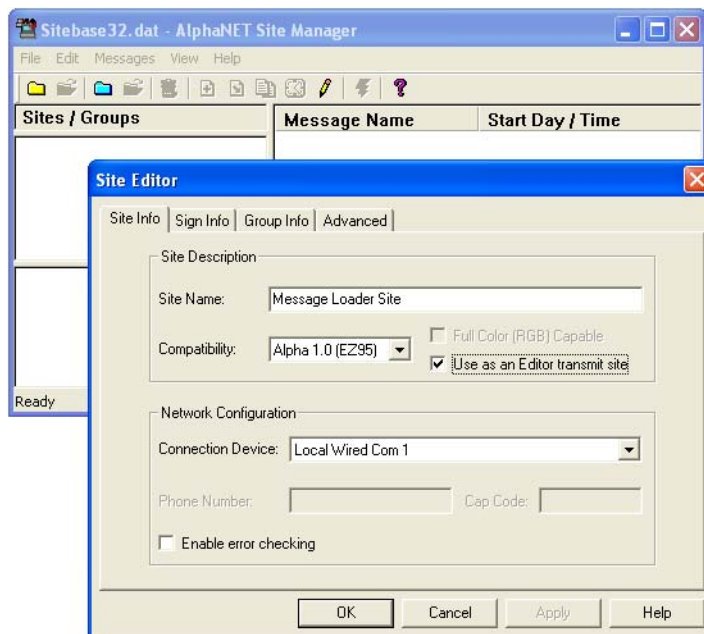 Sitebase32.dat - AlphaNET Site Manager
File Edit Messages View Help
Sites / Groups
Message Name
Start Day / Time
Ready
Site Editor
Site Info
Sign Info
Group Info
Advanced
Site Description
Site Name:
Message Loader Site
Compatibility:
Alpha 1.0 (EZ95)
Full Color (RGB) Capable
Use as an Editor transmit site
Network Configuration
Connection Device:
Local Wired Com 1
Phone Number:
Cap Code:
Enable error checking
OK
Cancel
Apply
Help